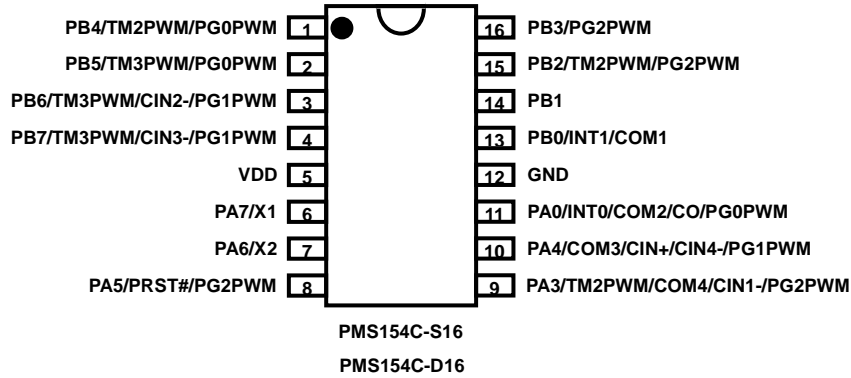 PB4/TM2PWM/PG0PWM 1 16 PB3/PG2PWM
PB5/TM3PWM/PG0PWM 2 15 PB2/TM2PWM/PG2PWM
PB6/TM3PWM/CIN2-/PG1PWM 3 14 PB1
PB7/TM3PWM/CIN3-/PG1PWM 4 13 PB0/INT1/COM1
VDD 5 12 GND
PA7/X1 6 11 PA0/INT0/COM2/CO/PG0PWM
PA6/X2 7 10 PA4/COM3/CIN+/CIN4-/PG1PWM
PA5/PRST#/PG2PWM 8 9 PA3/TM2PWM/COM4/CIN1-/PG2PWM
PMS154C-S16
PMS154C-D16